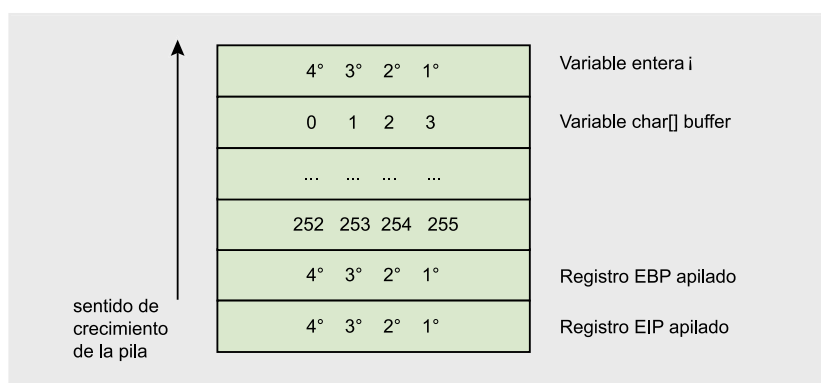 4° 3° 2° 1° Variable entera i
0 1 2 3 Variable char[] buffer
... ... ... ...
252 253 254 255
4° 3° 2° 1° Registro EBP apilado
4° 3° 2° 1° Registro EIP apilado
sentido de
crecimiento
de la pila